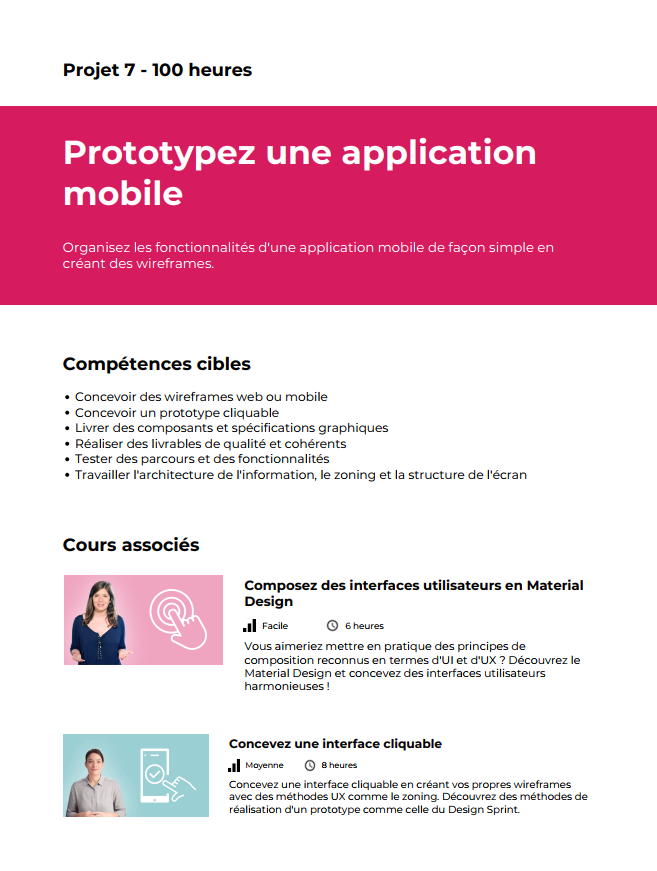 Projet 7 - 100 heures
Prototypez une application
mobile
Organisez les fonctionnalités d'une application mobile de façon simple en
créant des wireframes.
Compétences cibles
• Concevoir des wireframes web ou mobile
• Concevoir un prototype cliquable
• Livrer des composants et spécifications graphiques
• Réaliser des livrables de qualité et cohérents
• Tester des parcours et des fonctionnalités
• Travailler l'architecture de l'information, le zoning et la structure de l'écran
Cours associés
Composez des interfaces utilisateurs en Material
Design
Facile 6 heures
Vous aimeriez mettre en pratique des principes de
composition reconnus en termes d'UI et d'UX ? Découvrez le
Material Design et concevez des interfaces utilisateurs
harmonieuses !
Concevez une interface cliquable
Moyenne 8 heures
Concevez une interface cliquable en créant vos propres wireframes
avec des méthodes UX comme le zoning. Découvrez des méthodes de
réalisation d'un prototype comme celle du Design Sprint.